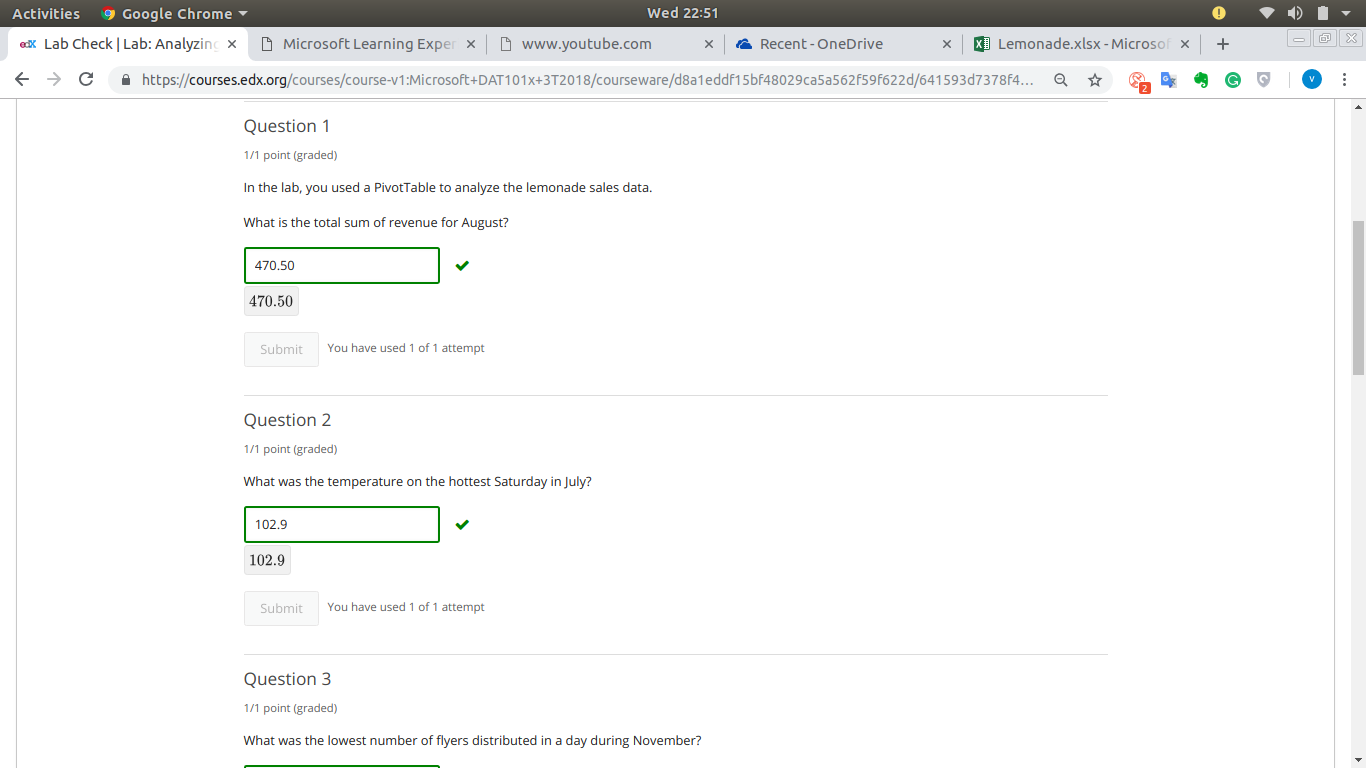 Activities Google Chrome Wed 22:51
Lab Check | Lab: Analyzing Microsoft Learning Exper www.youtube.com Recent - OneDrive Lemonade.xlsx - Microsof
https://courses.edx.org/courses/course-v1:Microsoft+DAT101x+3T2018/courseware/d8a1eddf15bf48029ca5a562f59f622d/641593d7378f4... 2 V
Question 1
1/1 point (graded)
In the lab, you used a PivotTable to analyze the lemonade sales data.
What is the total sum of revenue for August?
470.50
470.50
Submit You have used 1 of 1 attempt
Question 2
1/1 point (graded)
What was the temperature on the hottest Saturday in July?
102.9
102.9
Submit You have used 1 of 1 attempt
Question 3
1/1 point (graded)
What was the lowest number of flyers distributed in a day during November?